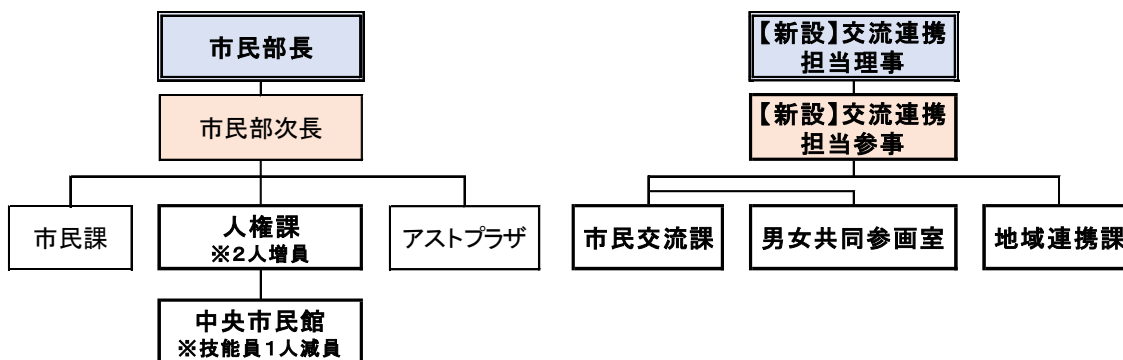 市民部長
市民部次長
市民課
人権課
※2人増員
アストプラザ
中央市民館
※技能員1人減員
【新設】交流連携
担当理事
【新設】交流連携
担当参事
市民交流課
男女共同参画室
地域連携課